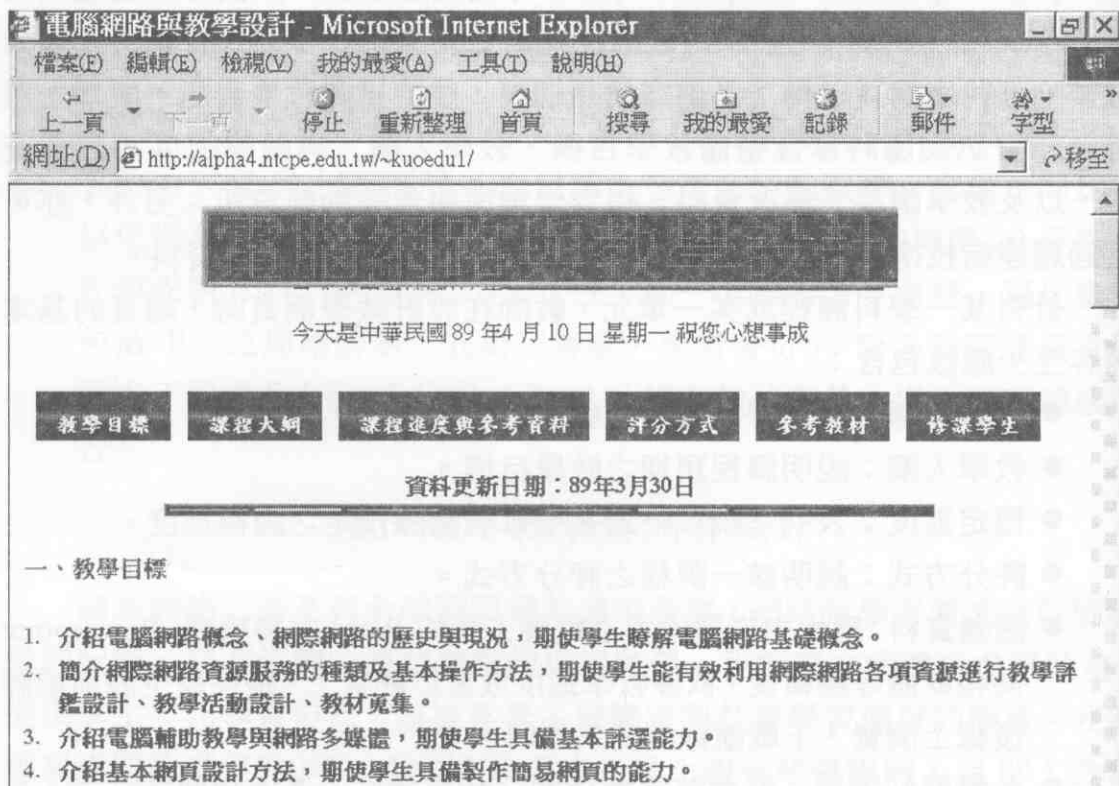 電腦網路與教學設計 - Microsoft Internet Explorer
檔案(F) 編輯(E) 檢視(V) 我的最愛(A) 工具(T) 說明(H)
上一頁 下一頁 停止 重新整理 首頁 搜尋 我的最愛 記錄 郵件 字型 »
網址(D) http://alpha4.ntcpe.edu.tw/~kuoedu1/ 移至
今天是中華民國 89 年4 月 10 日 星期一 祝您心想事成
教學目標 課程大綱 課程進度與參考資料 評分方式 參考教材 修課學生
資料更新日期：89年3月30日
一、教學目標
1. 介紹電腦網路概念、網際網路的歷史與現況，期使學生瞭解電腦網路基礎概念。
2. 簡介網際網路資源服務的種類及基本操作方法，期使學生能有效利用網際網路各項資源進行教學評
鑑設計、教學活動設計、教材蒐集。
3. 介紹電腦輔助教學與網路多媒體，期使學生具備基本評選能力。
4. 介紹基本網頁設計方法，期使學生具備製作簡易網頁的能力。